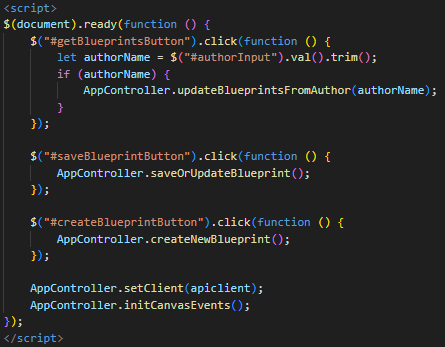 <script>
$(document).ready(function () {
    $("#getBlueprintsButton").click(function () {
        let authorName = $("#authorInput").val().trim();
        if (authorName) {
            AppController.updateBlueprintsFromAuthor(authorName);
        }
    });

    $("#saveBlueprintButton").click(function () {
        AppController.saveOrUpdateBlueprint();
    });

    $("#createBlueprintButton").click(function () {
        AppController.createNewBlueprint();
    });

    AppController.setClient(apiclient);
    AppController.initCanvasEvents();
});
</script>